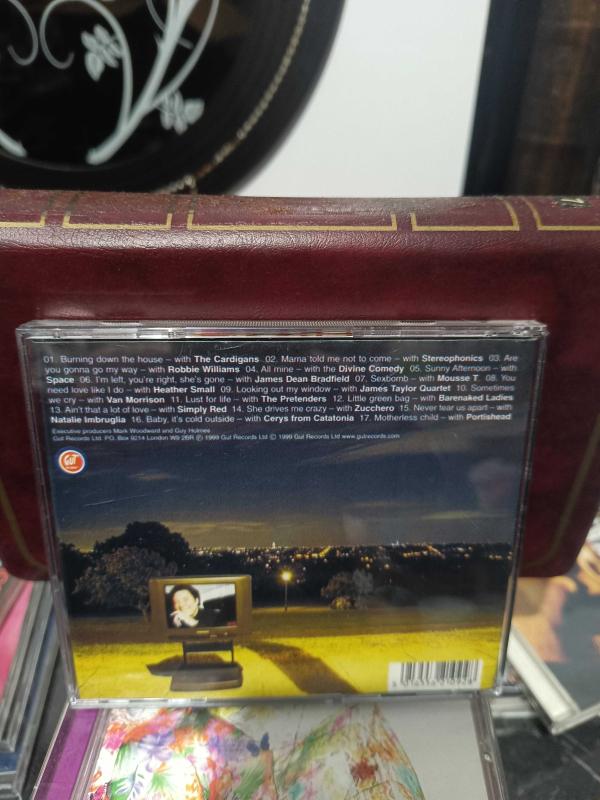 01. Burning down the house – with The Cardigans 02. Mama told me not to come – with Stereophonics 03. Are
you gonna go my way – with Robbie Williams 04. All mine – with the Divine Comedy 05. Sunny Afternoon – with
Space 06. I'm left, you're right, she's gone – with James Dean Bradfield 07. Sexbomb – with Mousse T. 08. You
need love like I do – with Heather Small 09. Looking out my window – with James Taylor Quartet 10. Sometimes
we cry – with Van Morrison 11. Lust for life – with The Pretenders 12. Little green bag – with Barenaked Ladies
13. Ain't that a lot of love – with Simply Red 14. She drives me crazy – with Zucchero 15. Never tear us apart – with
Natalie Imbruglia 16. Baby, it's cold outside – with Cerys from Catatonia 17. Motherless child – with Portishead
Executive producers Mark Woodward and Guy Holmes
Gut Records Ltd. PO. Box 9214 London W9 2BR ℗ 1999 Gut Records Ltd © 1999 Gut Records Ltd www.gutrecords.com
GUT